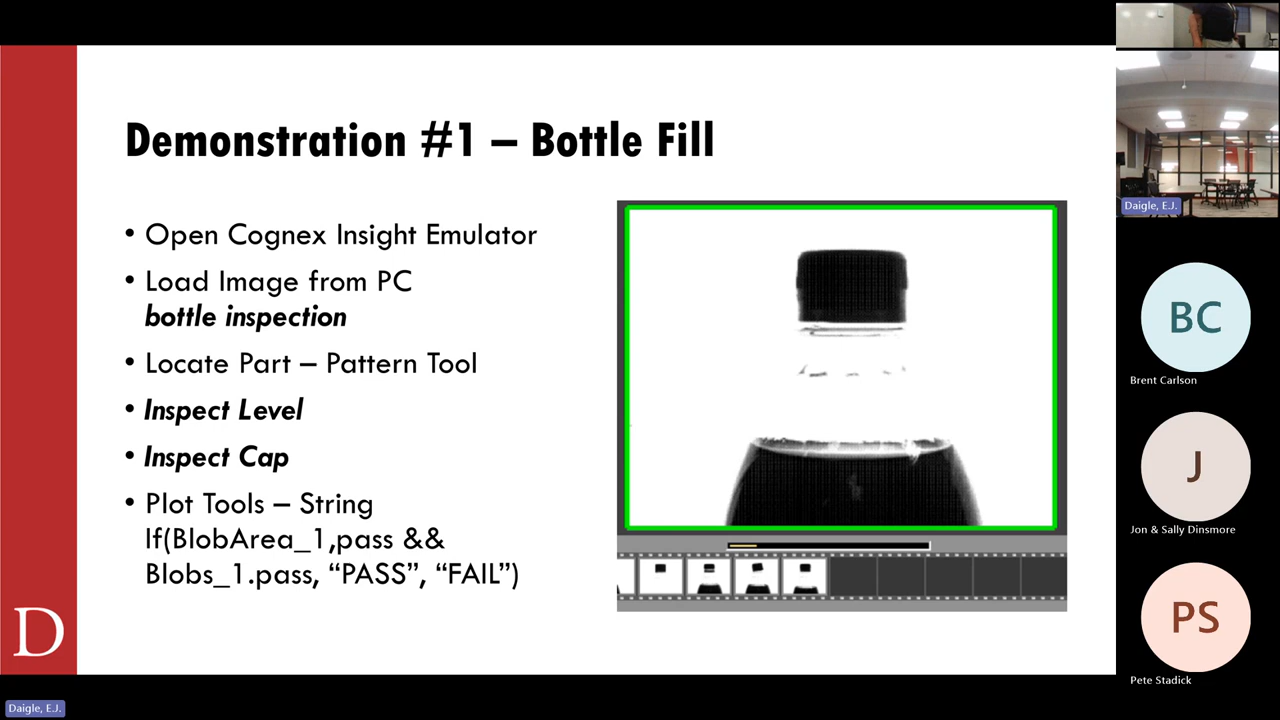 Demonstration #1 – Bottle Fill
• Open Cognex Insight Emulator
• Load Image from PC
bottle inspection
• Locate Part – Pattern Tool
• Inspect Level
• Inspect Cap
• Plot Tools – String
If(BlobArea_1,pass &&
Blobs_1.pass, “PASS”, “FAIL”)
D
Daigle, E.J.
Daigle, E.J.
BC
Brent Carlson
J
Jon & Sally Dinsmore
PS
Pete Stadick